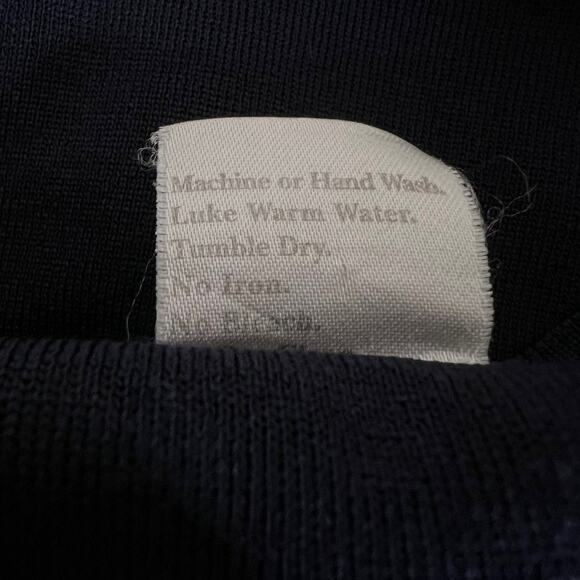 Machine or Hand Wash.
Luke Warm Water.
Tumble Dry.
No Iron.
No Bleach.